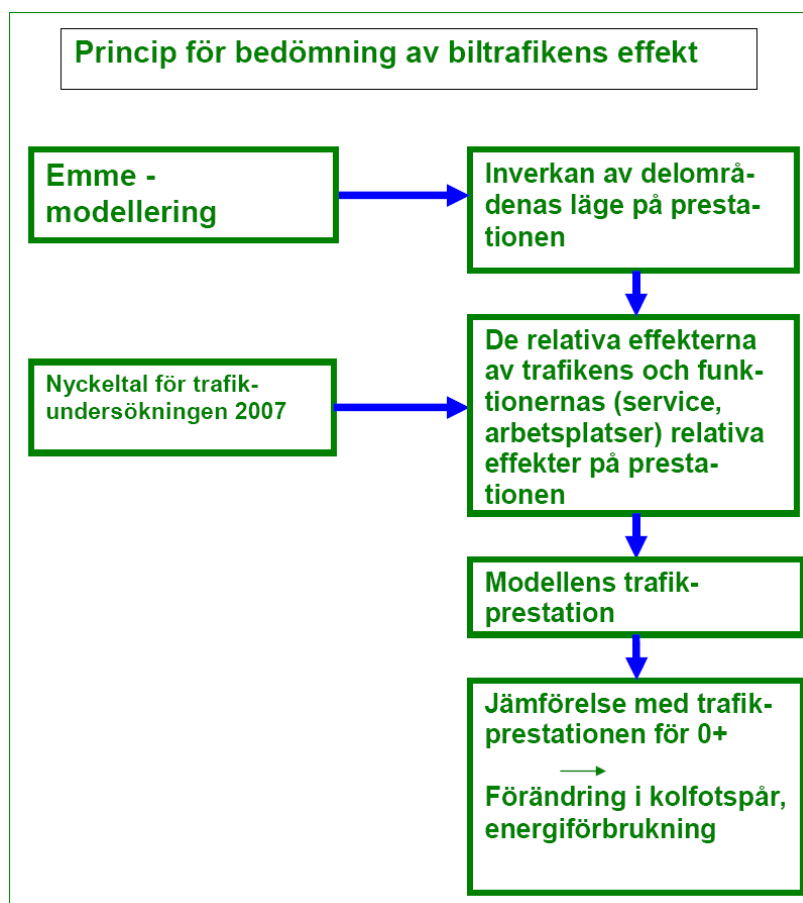 Princip för bedömning av biltrafikens effekt
Emme -
modellering
Inverkan av delområ-
denas läge på presta-
tionen
Nyckeltal för trafik-
undersökningen 2007
De relativa effekterna
av trafikens och funk-
tionernas (service,
arbetsplatser) relativa
effekter på presta-
tionen
Modellens trafik-
prestation
Jämförelse med trafik-
prestationen för 0+
Förändring i kolfotspår,
energiförbrukning